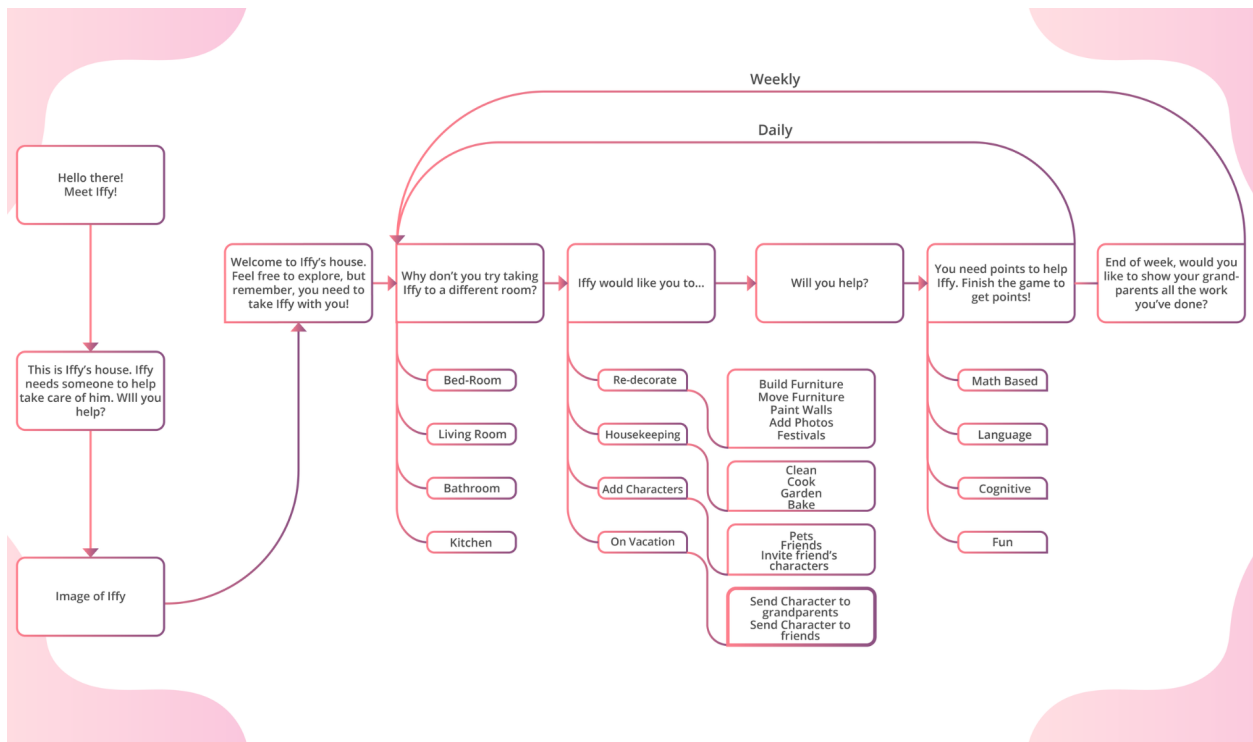 Weekly
Daily
Hello there!
Meet Iffy!
This is Iffy's house. Iffy
needs someone to help
take care of him. WIll you
help?
Image of Iffy
Welcome to Iffy's house.
Feel free to explore, but
remember, you need to
take Iffy with you!
Why don't you try taking
Iffy to a different room?
Bed-Room
Living Room
Bathroom
Kitchen
Iffy would like you to...
Re-decorate
Housekeeping
Add Characters
On Vacation
Build Furniture
Move Furniture
Paint Walls
Add Photos
Festivals
Clean
Cook
Garden
Bake
Pets
Friends
Invite friend's
characters
Send Character to
grandparents
Send Character to
friends
Will you help?
You need points to help
Iffy. Finish the game to
get points!
Math Based
Language
Cognitive
Fun
End of week, would you
like to show your grand-
parents all the work
you've done?